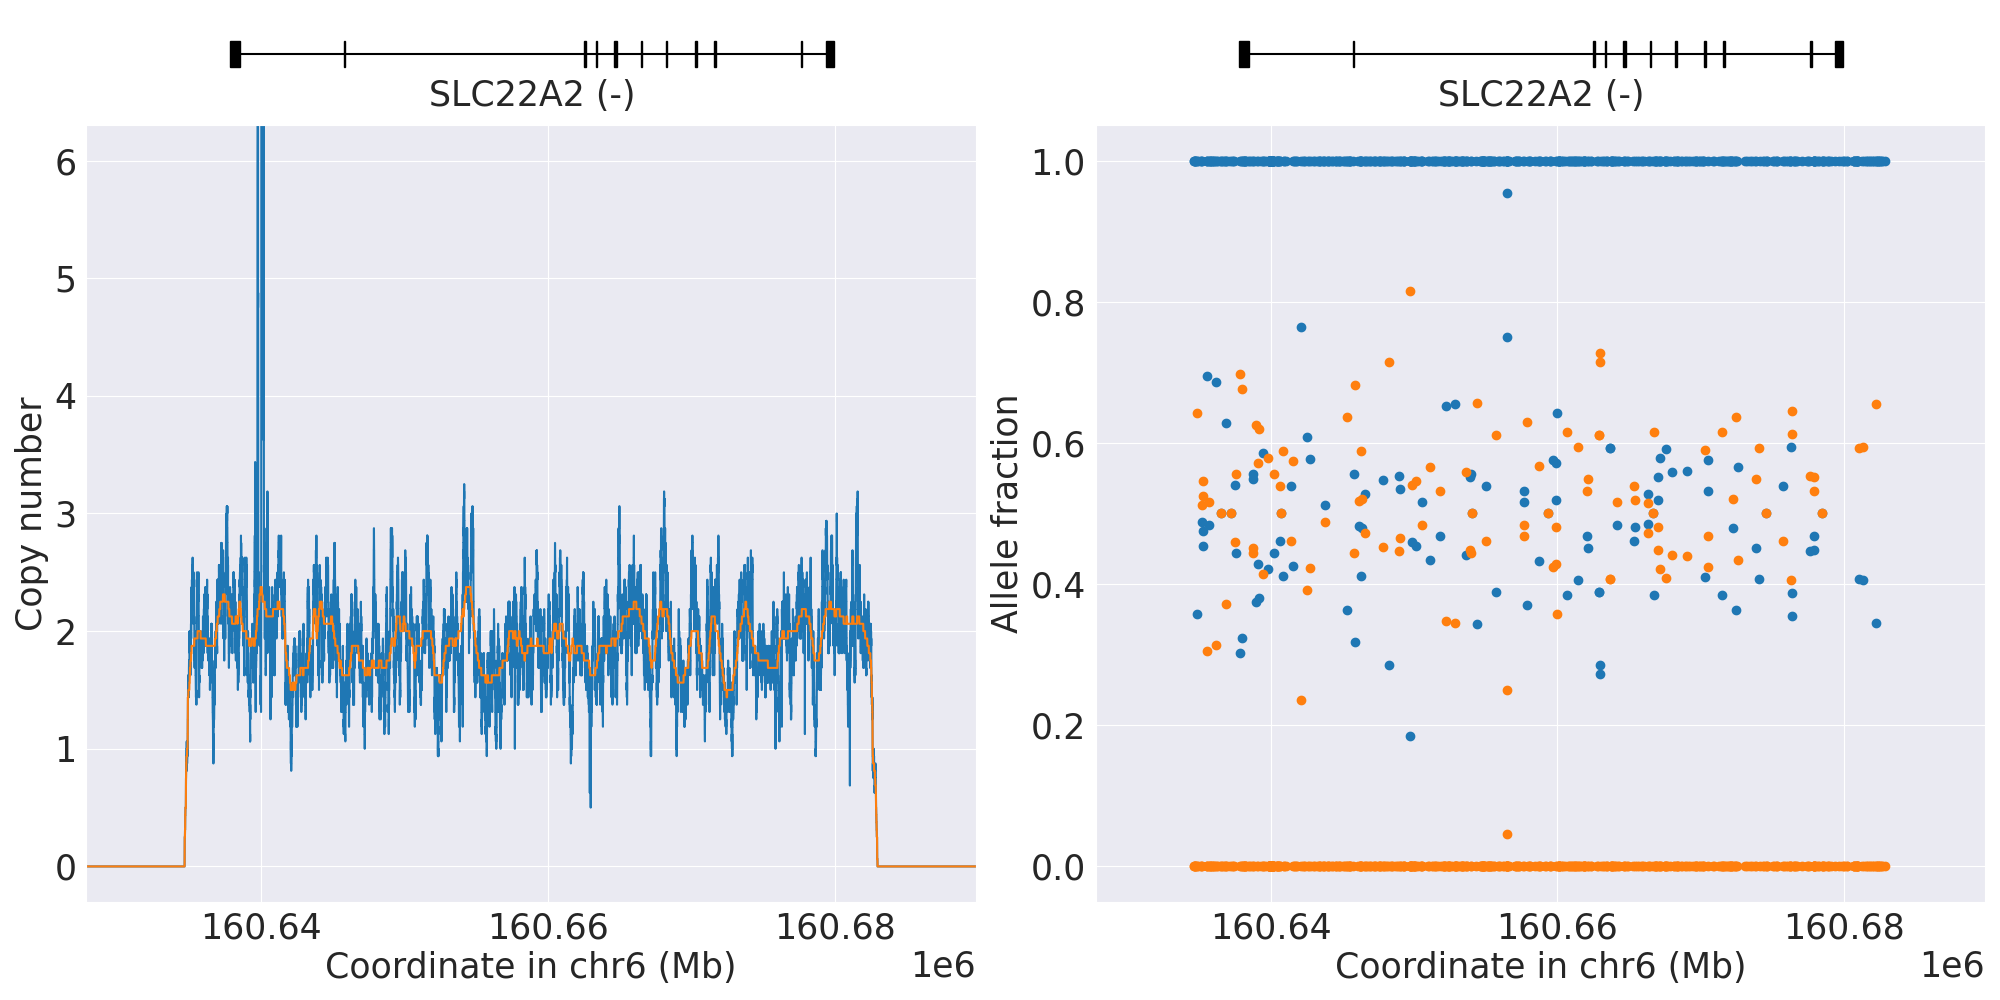 SLC22A2 (-)
SLC22A2 (-)
6
5
4
3
2
1
0
Copy number
160.64
160.66
160.68
Coordinate in chr6 (Mb)
1e6
1.0
0.8
0.6
0.4
0.2
0.0
Allele fraction
160.64
160.66
160.68
Coordinate in chr6 (Mb)
1e6